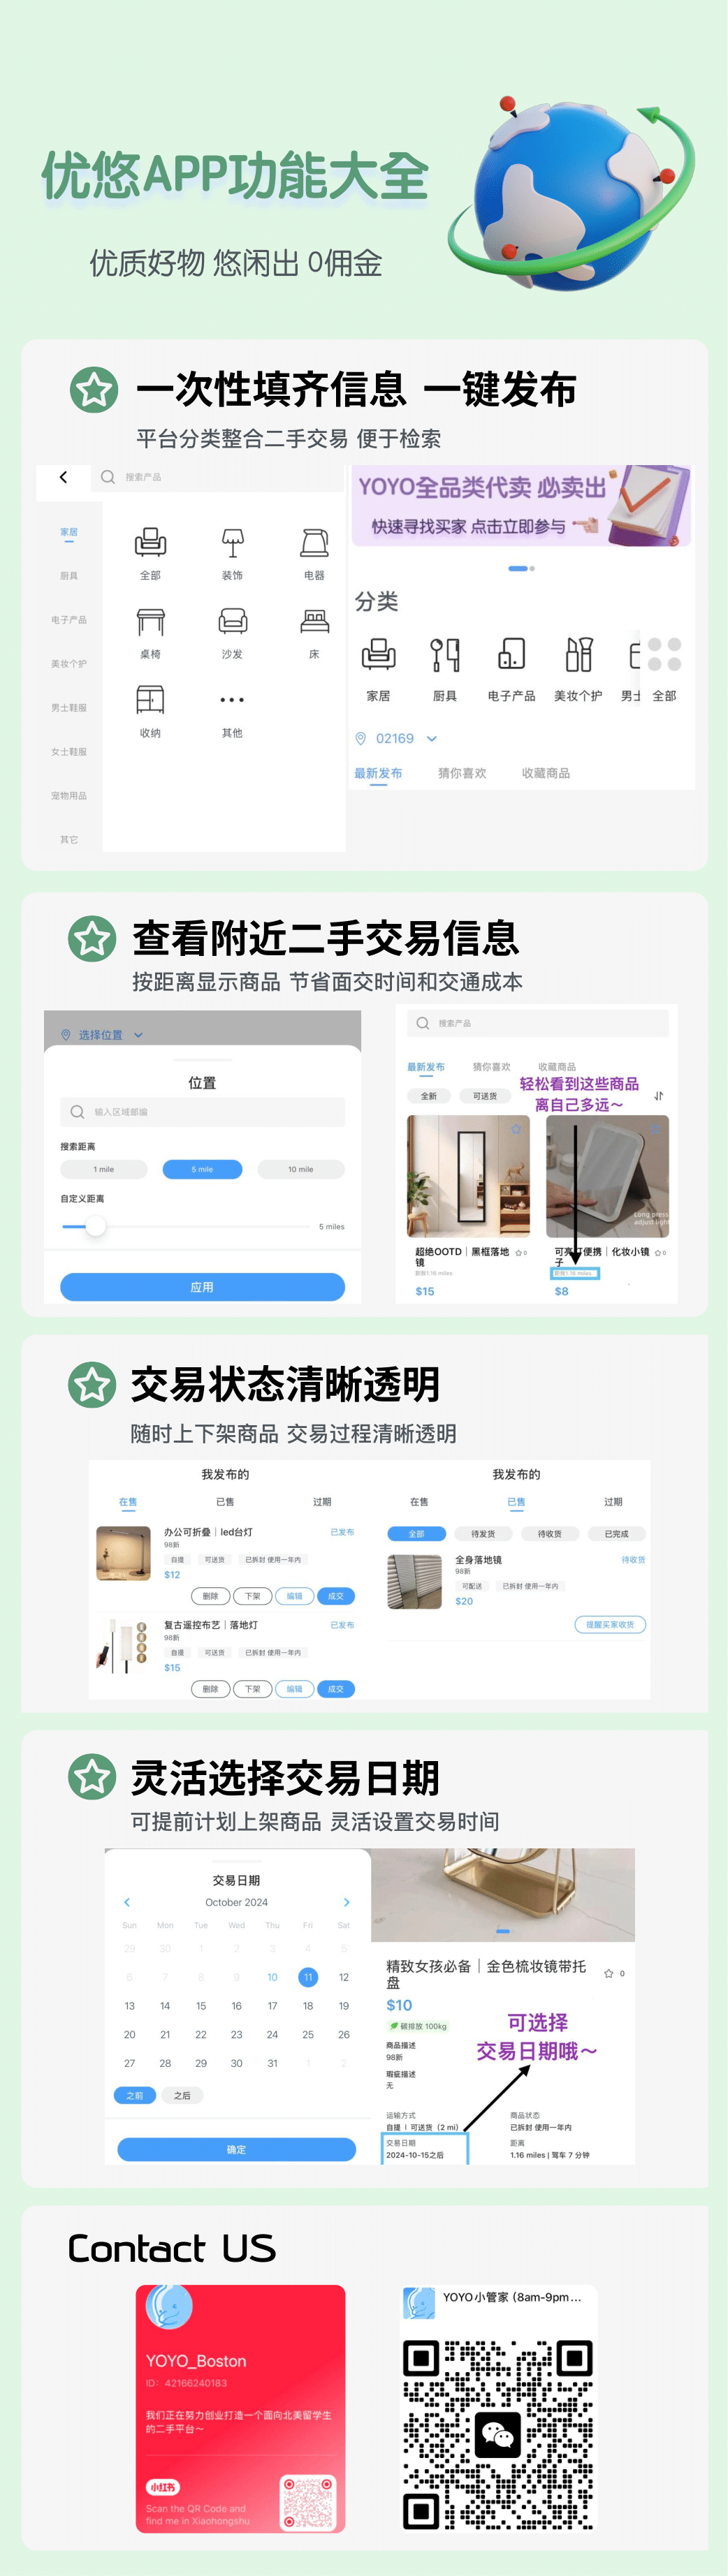 优悠APP功能大全
优质好物 悠闲出 0佣金
一次性填齐信息 一键发布
平台分类整合二手交易 便于检索
搜索产品
家居
厨具
电子产品
美妆个护
男士鞋服
女士鞋服
宠物用品
其它
全部 装饰 电器
桌椅 沙发 床
收纳 其他
YOYO全品类代卖 必卖出
快速寻找买家 点击立即参与
分类
家居 厨具 电子产品 美妆个护 男士 全部
02169
最新发布 猜你喜欢 收藏商品
查看附近二手交易信息
按距离显示商品 节省面交时间和交通成本
选择位置
位置
输入区域邮编
搜索距离
1 mile 5 mile 10 mile
自定义距离
5 miles
应用
搜索产品
最新发布 猜你喜欢 收藏商品
轻松看到这些商品
离自己多远～
全新 可送货
Long press
adjust light
超绝OOTD｜黑框落地镜 0
距我1.16 miles
$15
可亮灯便携｜化妆小镜子 0
距我1.16 miles
$8
交易状态清晰透明
随时上下架商品 交易过程清晰透明
我发布的
在售 已售 过期
办公可折叠｜led台灯 已发布
98新
自提 可送货 已拆封 使用一年内
$12
删除 下架 编辑 成交
复古遥控布艺｜落地灯 已发布
98新
自提 可送货 已拆封 使用一年内
$15
删除 下架 编辑 成交
我发布的
在售 已售 过期
全部 待发货 待收货 已完成
全身落地镜 待收货
98新
可配送 已拆封 使用一年内
$20
提醒买家收货
灵活选择交易日期
可提前计划上架商品 灵活设置交易时间
交易日期
October 2024
Sun Mon Tue Wed Thu Fri Sat
29 30 1 2 3 4 5
6 7 8 9 10 11 12
13 14 15 16 17 18 19
20 21 22 23 24 25 26
27 28 29 30 31 1 2
之前 之后
确定
精致女孩必备｜金色梳妆镜带托盘 0
$10
碳排放 100kg
商品描述
98新
瑕疵描述
无
可选择
交易日期哦～
运输方式
自提 | 可送货（2 mi）
商品状态
已拆封 使用一年内
交易日期
2024-10-15之后
距离
1.16 miles | 驾车 7 分钟
Contact US
YOYO_Boston
ID: 42166240183
我们正在努力创业打造一个面向北美留学生
的二手平台～
小红书
Scan the QR Code and
find me in Xiaohongshu
YOYO小管家 (8am-9pm...